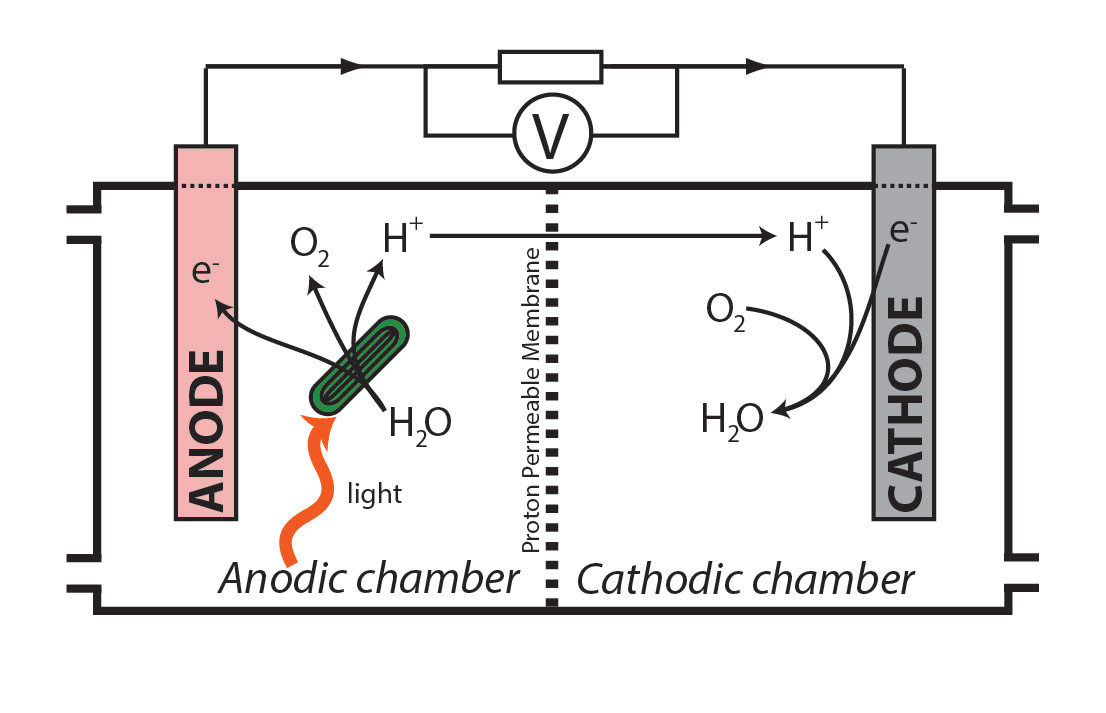 V
O₂
H⁺
e⁻
ANODE
H₂O
light
Anodic chamber
Proton Permeable Membrane
H⁺
e⁻
O₂
H₂O
CATHODE
Cathodic chamber